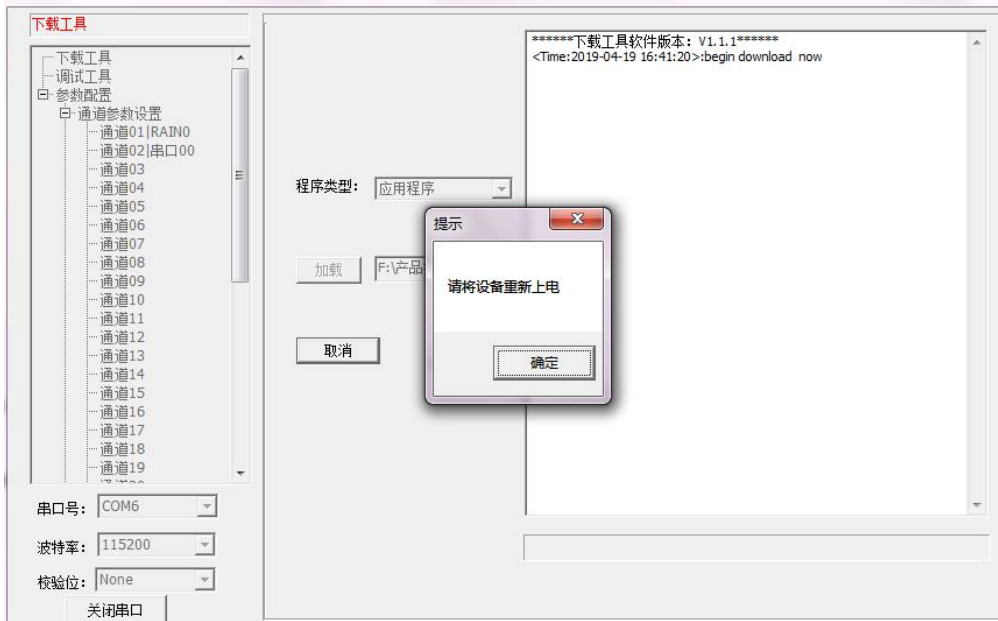 下载工具
下载工具
调试工具
参数配置
通道参数设置
通道01|RAIN0
通道02|串口00
通道03
通道04
通道05
通道06
通道07
通道08
通道09
通道10
通道11
通道12
通道13
通道14
通道15
通道16
通道17
通道18
通道19
串口号：
COM6
波特率：
115200
校验位：
None
关闭串口
程序类型：
应用程序
加载
F:\产品
取消
******下载工具软件版本：V1.1.1******
<Time:2019-04-19 16:41:20>:begin download now
提示
请将设备重新上电
确定